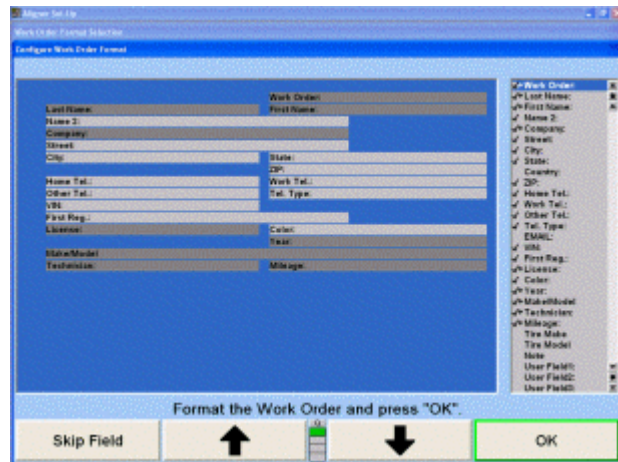 Aligner Set-Up
Work Order Format Selection
Configure Work Order Format
Work Order:
Last Name:
First Name:
Name 2:
Company:
Street:
City:
State:
ZIP:
Home Tel.:
Work Tel.:
Other Tel.:
Tel. Type:
VIN:
First Reg.:
License:
Color:
Year:
Make/Model
Technician:
Mileage:
Work Order:
Last Name:
First Name:
Name 2:
Company:
Street:
City:
State:
Country:
ZIP:
Home Tel.:
Work Tel.:
Other Tel.:
Tel. Type:
EMAIL:
VIN:
First Reg.:
License:
Color:
Year:
Make/Model
Technician:
Mileage:
Tire Make
Tire Model
Note
User Field1:
User Field2:
User Field3:
Format the Work Order and press "OK".
Skip Field
OK